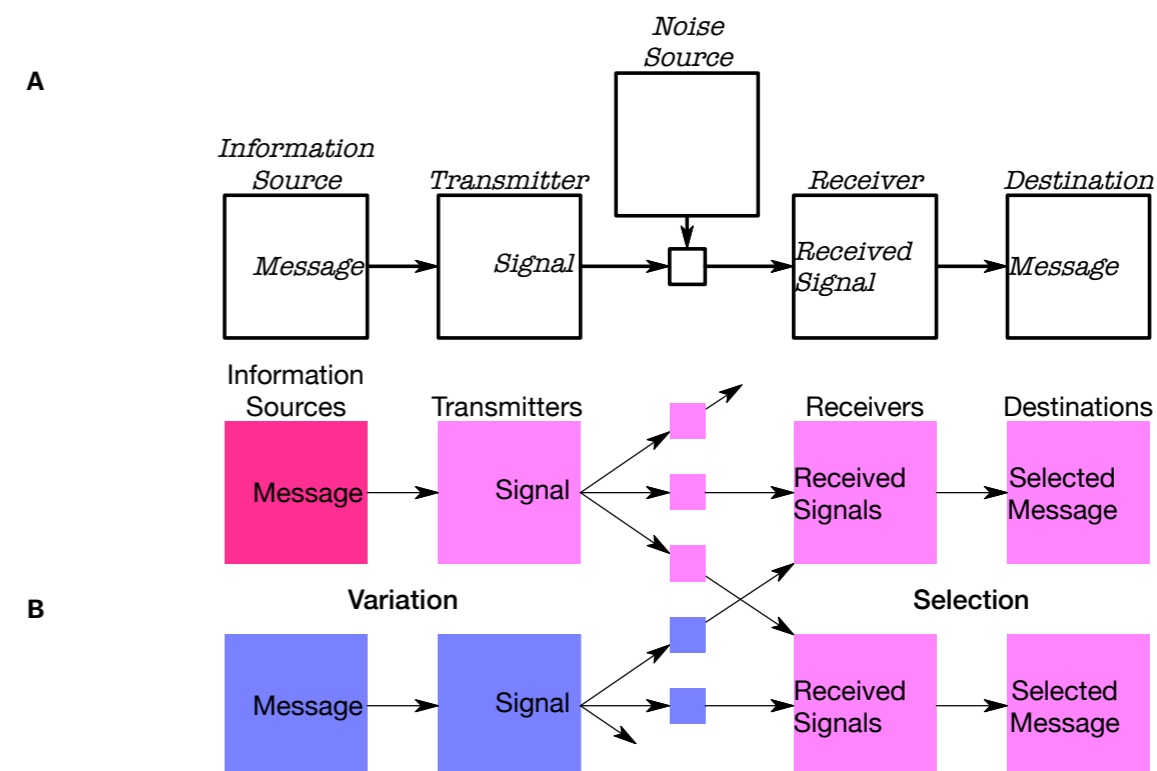 A
Noise
Source
Information
Source
Transmitter
Receiver
Destination
Message
Signal
Received
Signal
Message
Information
Sources
Transmitters
Receivers
Destinations
Message
Signal
Received
Signals
Selected
Message
B
Variation
Selection
Message
Signal
Received
Signals
Selected
Message